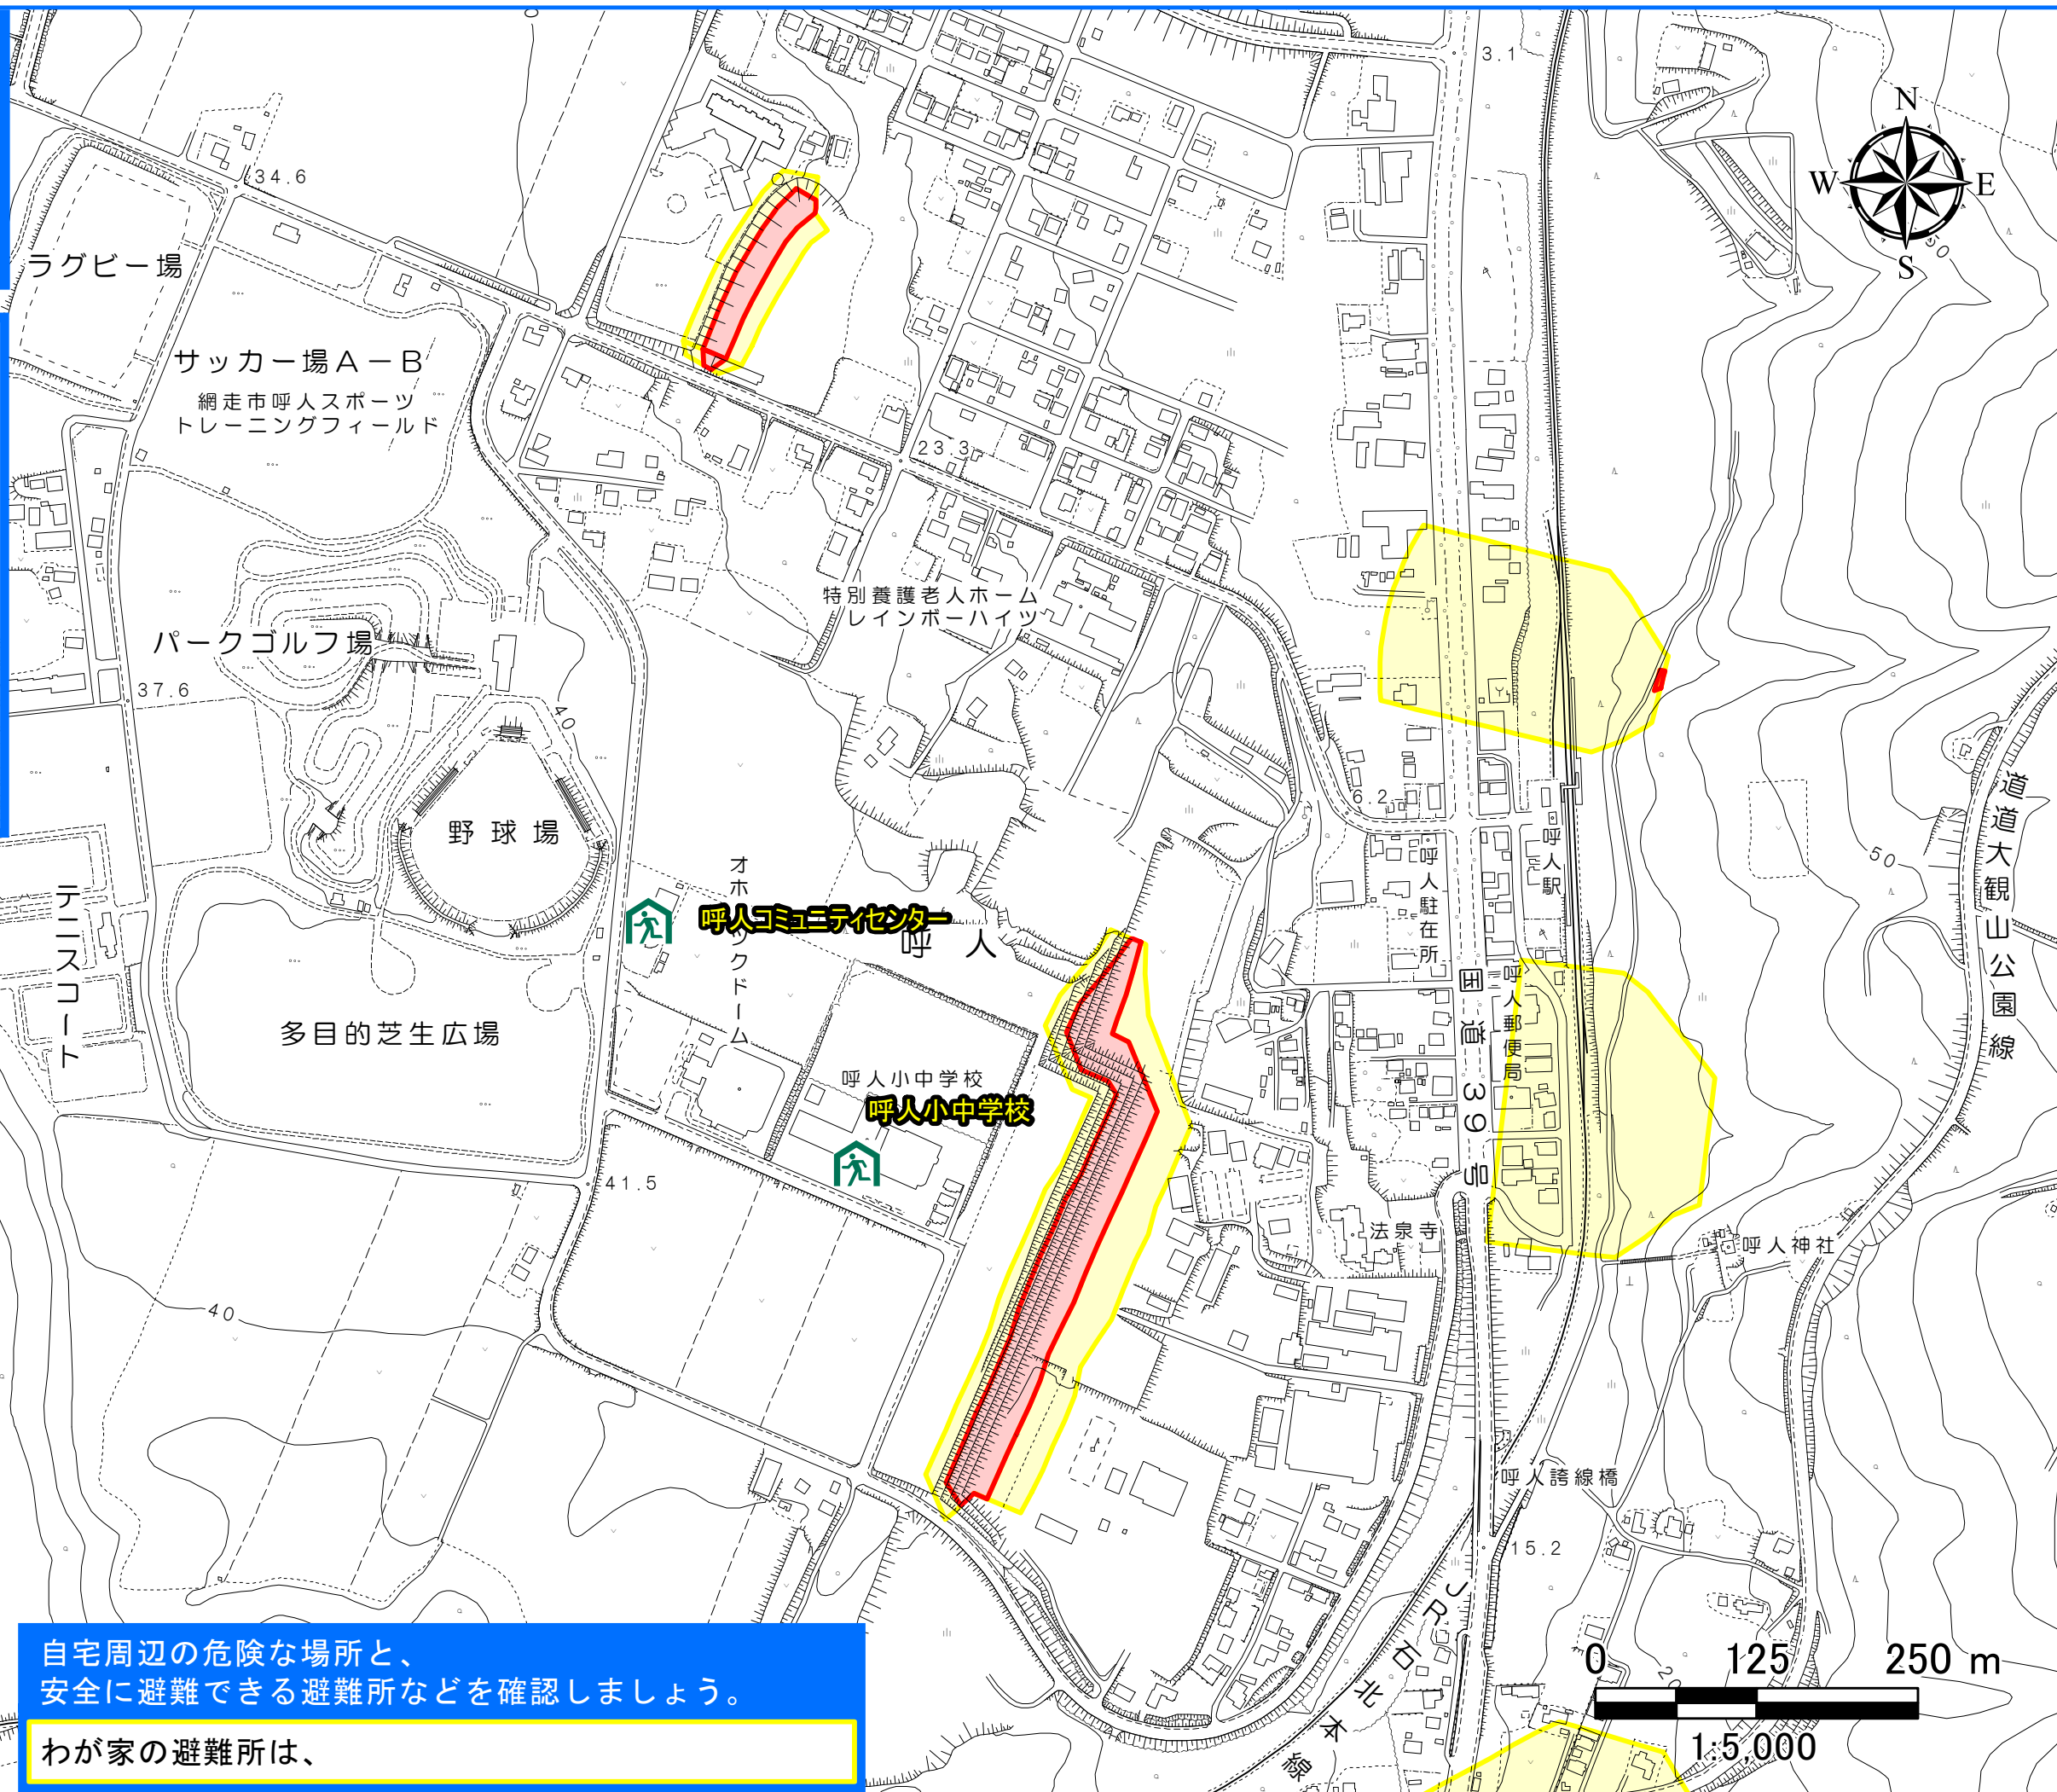 3.1
N
W
E
S
50
34.6
ラグビー場
サッカー場A－B
網走市呼人スポーツ
トレーニングフィールド
23.3
特別養護老人ホーム
レインボーハイツ
パークゴルフ場
37.6
40
野球場
6.2
呼人駅
呼人駐在所
道道大観山公園線
50
テニスコート
呼人コミュニティセンター
呼人
国道39号
呼人郵便局
多目的芝生広場
呼人小中学校
呼人小中学校
41.5
法泉寺
呼人神社
40
呼人誇線橋
15.2
JR石北本線
20
自宅周辺の危険な場所と、
安全に避難できる避難所などを確認しましょう。
わが家の避難所は、
0 125 250 m
1:5,000